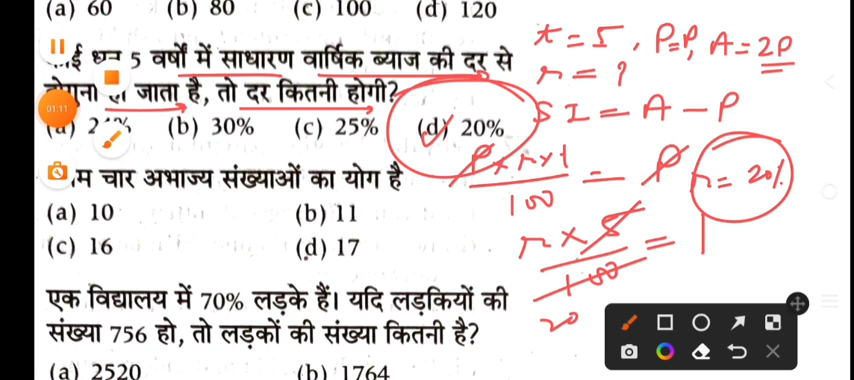 (a) 60 (b) 80 (c) 100 (d) 120
ई धन 5 वर्षों में साधारण वार्षिक ब्याज की दर से
हो जाता है, तो दर कितनी होगी?
01:11
(b) 30% (c) 25% (d) 20%
चार अभाज्य संख्याओं का योग है
(a) 10 (b) 11
(c) 16 (d) 17
एक विद्यालय में 70% लड़के हैं। यदि लड़कियों की
संख्या 756 हो, तो लड़कों की संख्या कितनी है?
(a) 2520 (b) 1764
t = 5, P=P, A = 2P
r = ?
SI = A - P
P x r x t / 100 = P
r = 20%
r x 5 / 100 = 1
20